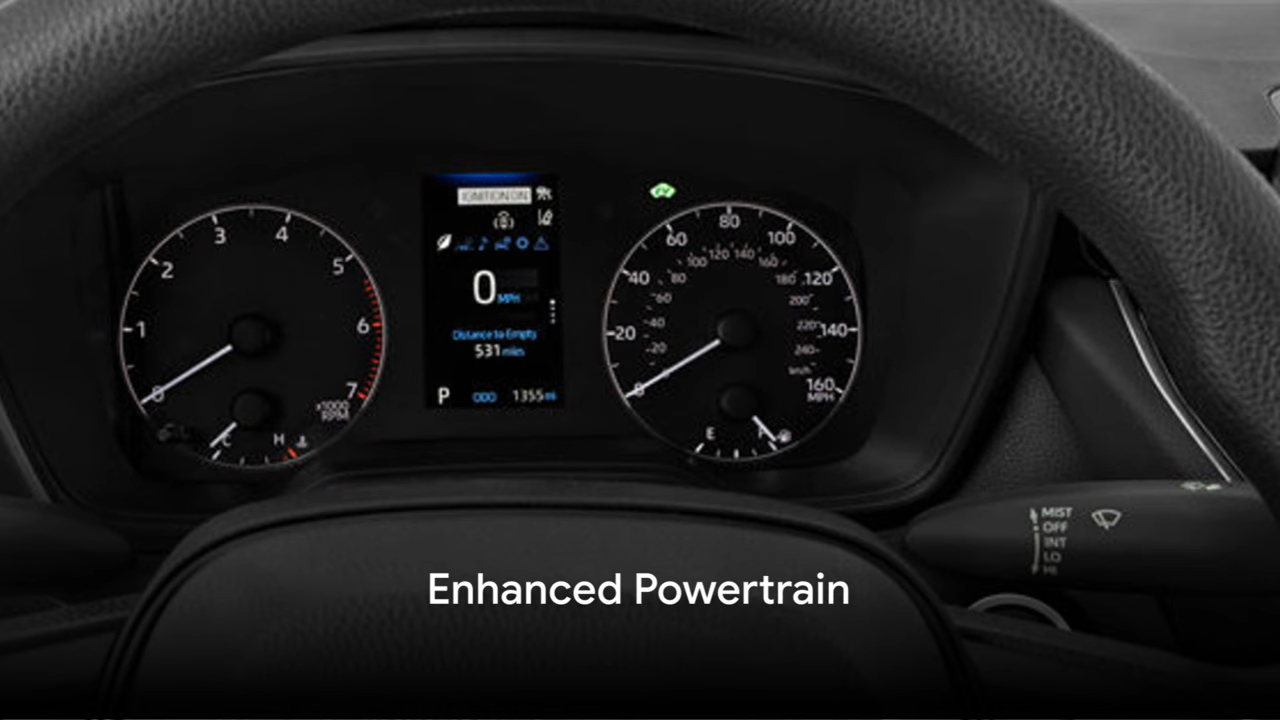 3
4
2
5
1
6
0
7
x1000
RPM
C
H
IGNITION ON
0 MPH
Distance to Empty
531 miles
P ODO 1355 mi
80
60
100
40
120
20
140
0
160
MPH
100
120
140
160
80
180
60
200
40
220
20
240
km/h
E
F
MIST
OFF
INT
LO
HI
Enhanced Powertrain